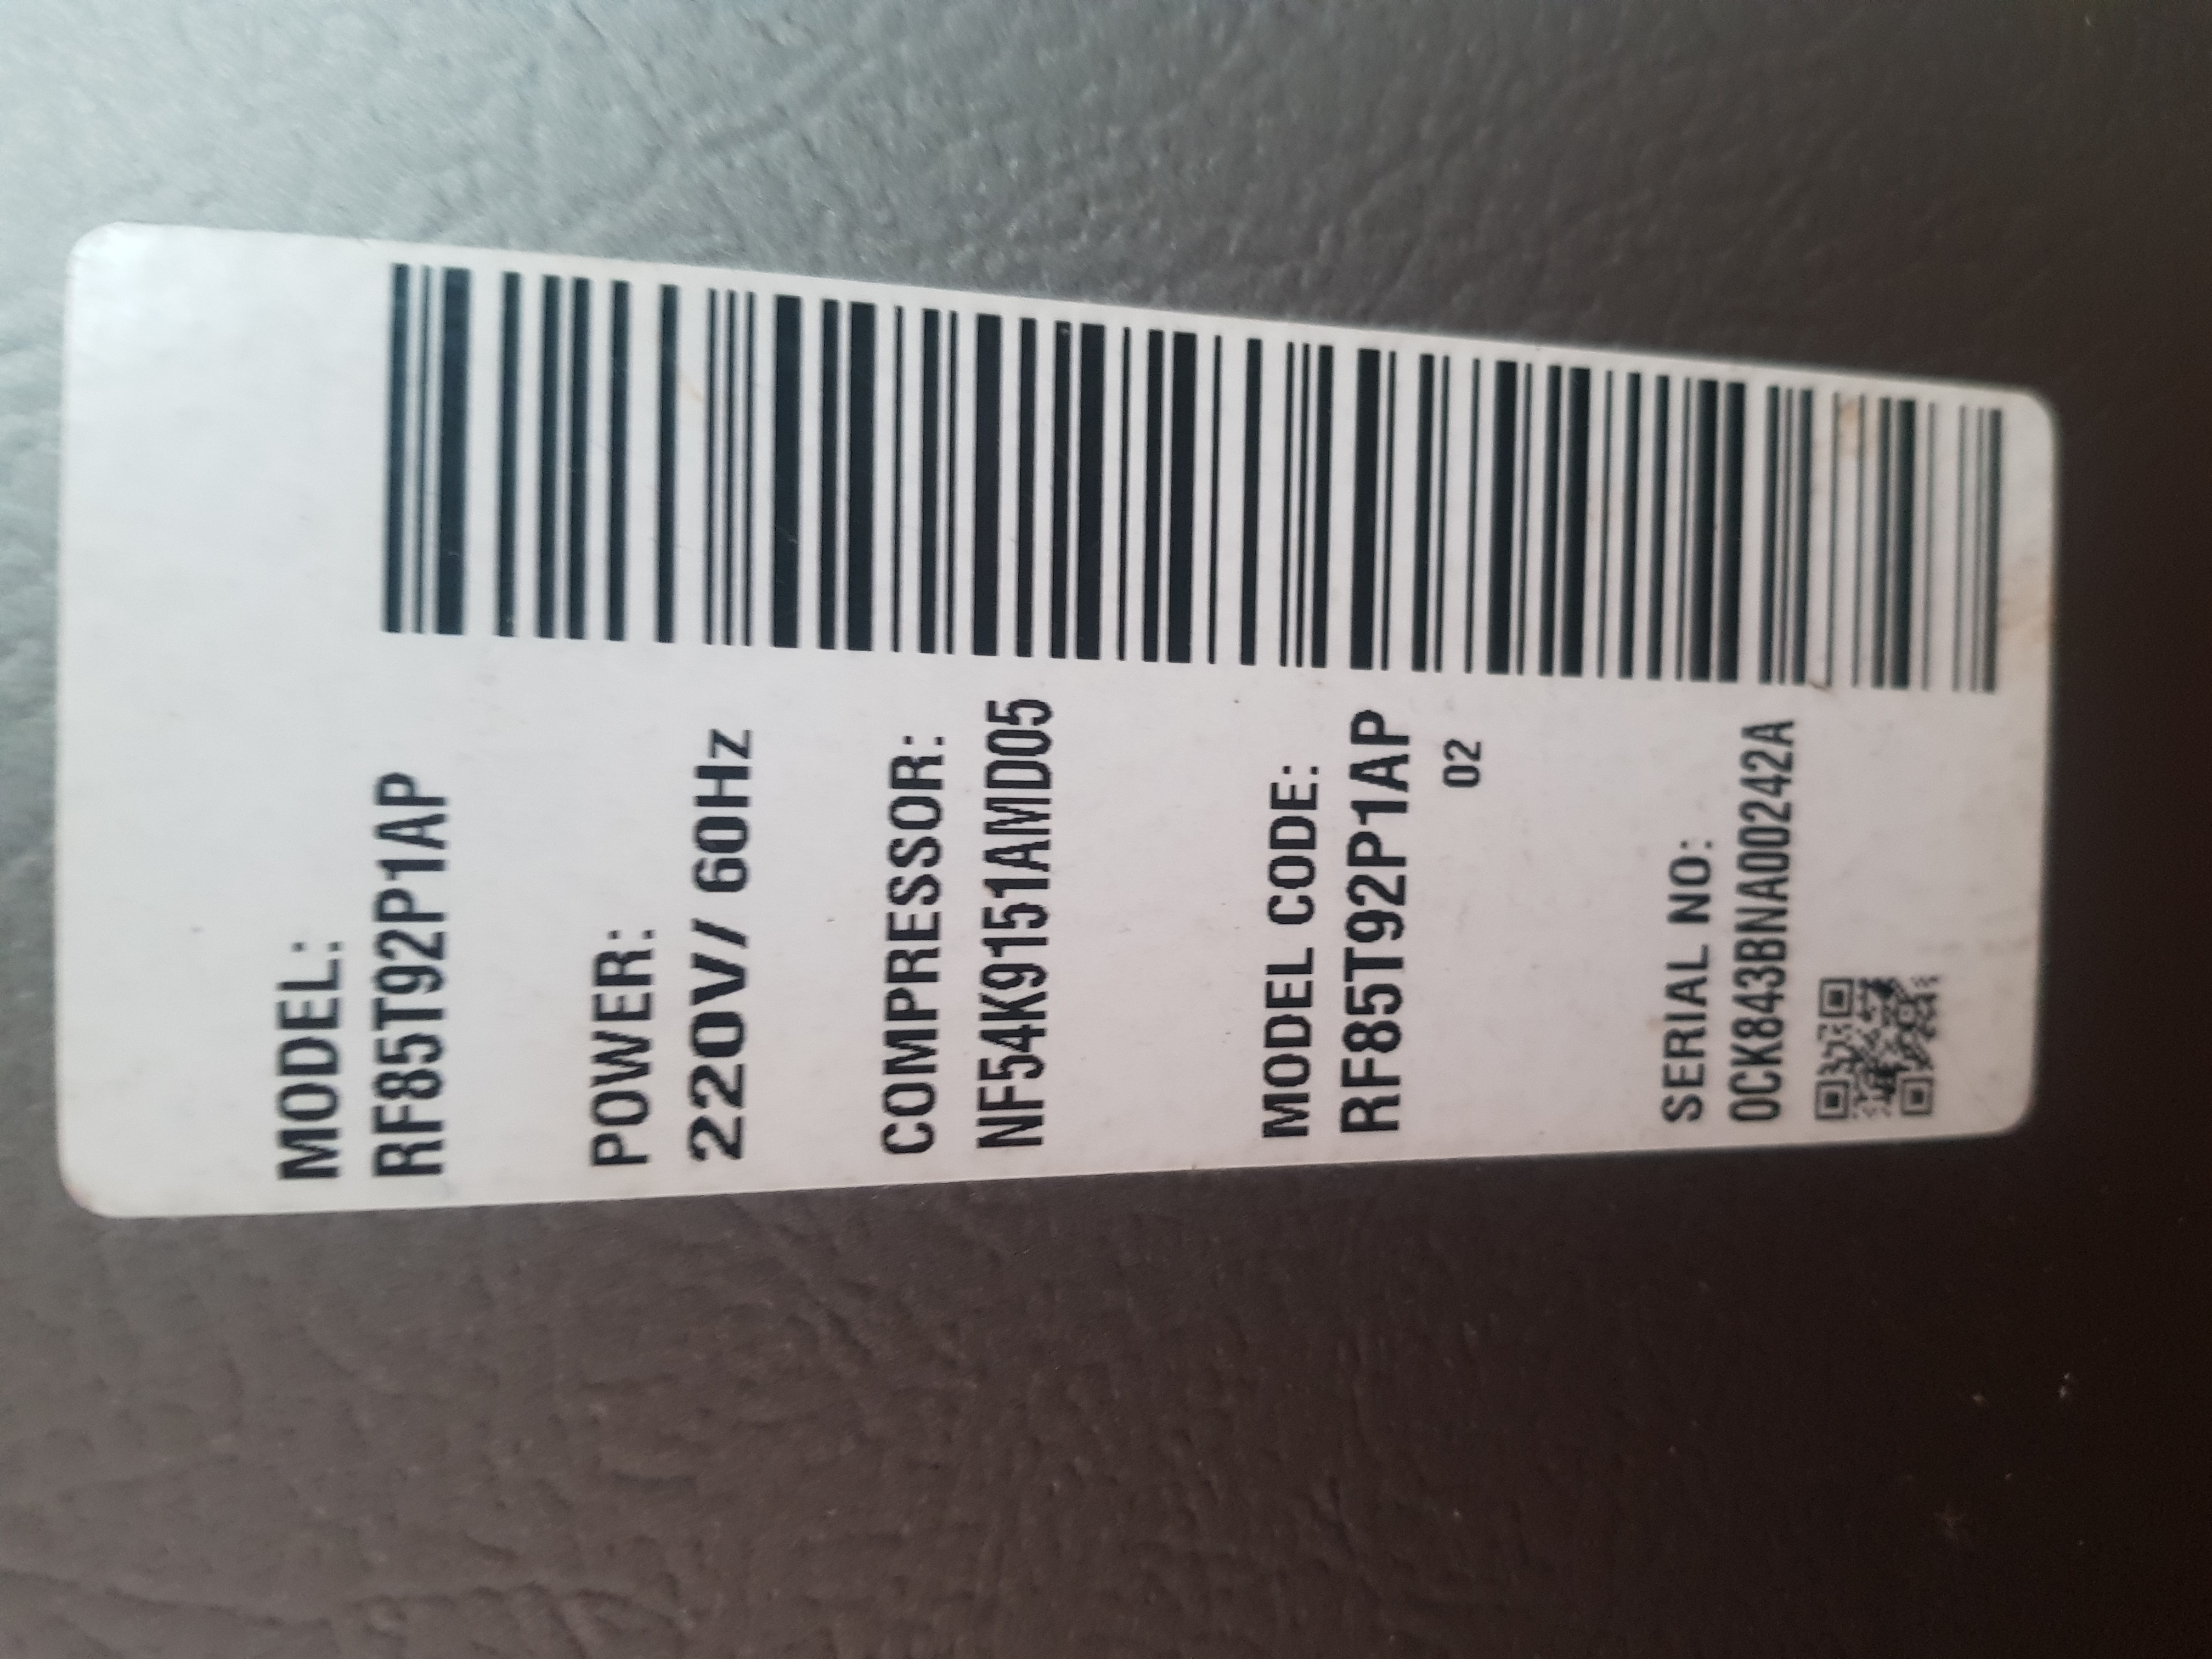 MODEL:
RF85T92P1AP
POWER:
220V/ 60Hz
COMPRESSOR:
NF54K9151AMD05
MODEL CODE:
RF85T92P1AP
02
SERIAL NO:
0CK843BNA00242A